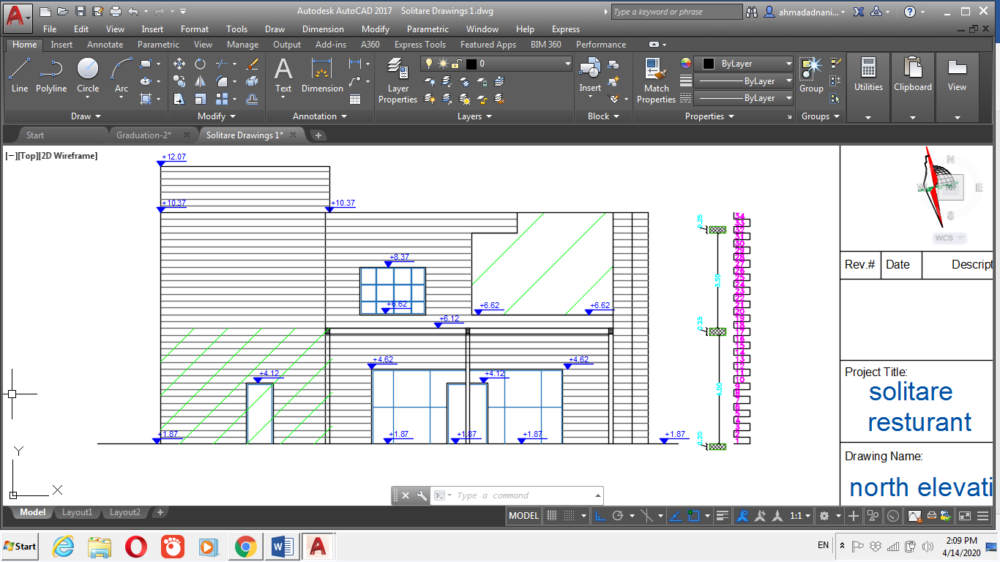 Autodesk AutoCAD 2017 Solitare Drawings 1.dwg
Type a keyword or phrase
ahmadadnani...
File Edit View Insert Format Tools Draw Dimension Modify Parametric Window Help Express
Home Insert Annotate Parametric View Manage Output Add-ins A360 Express Tools Featured Apps BIM 360 Performance
0
ByLayer
ByLayer
ByLayer
Line Polyline Circle Arc
Text Dimension
Layer Properties
Insert
Match Properties
Group
Utilities Clipboard View
Draw Modify Annotation Layers Block Properties Groups
Start Graduation-2* Solitare Drawings 1*
[−][Top][2D Wireframe]
+12.07
+10.37 +10.37
+8.37
+6.62 +6.62 +6.62
+6.12
+4.62 +4.62
+4.12 +4.12
+1.87 +1.87 +1.87 +1.87 +1.87
0.25
3.50
0.25
4.00
0.20
34
33
32
31
30
29
28
27
26
25
24
23
22
21
20
19
18
17
16
15
14
13
12
11
10
9
8
7
6
5
4
3
2
1
N
W TOP E
S
WCS
Rev.# Date Descript
Project Title:
solitare
resturant
Drawing Name:
north elevati
Y
X
Type a command
Model Layout1 Layout2
MODEL
1:1
Start
W
A
EN
2:09 PM
4/14/2020